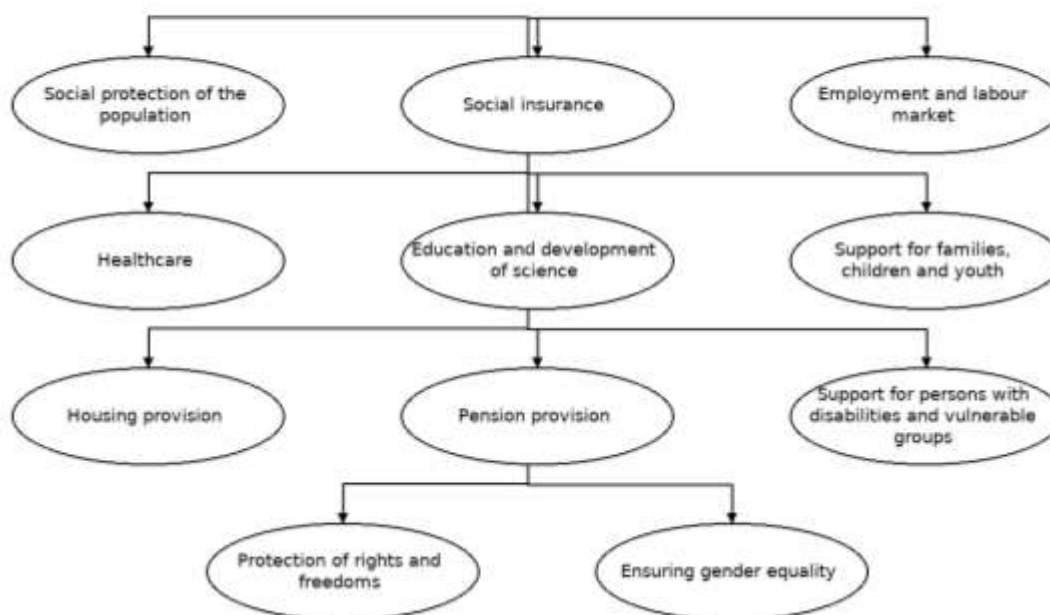 Social protection of the
population
Social insurance
Employment and labour
market
Healthcare
Education and development
of science
Support for families,
children and youth
Housing provision
Pension provision
Support for persons with
disabilities and vulnerable
groups
Protection of rights and
freedoms
Ensuring gender equality